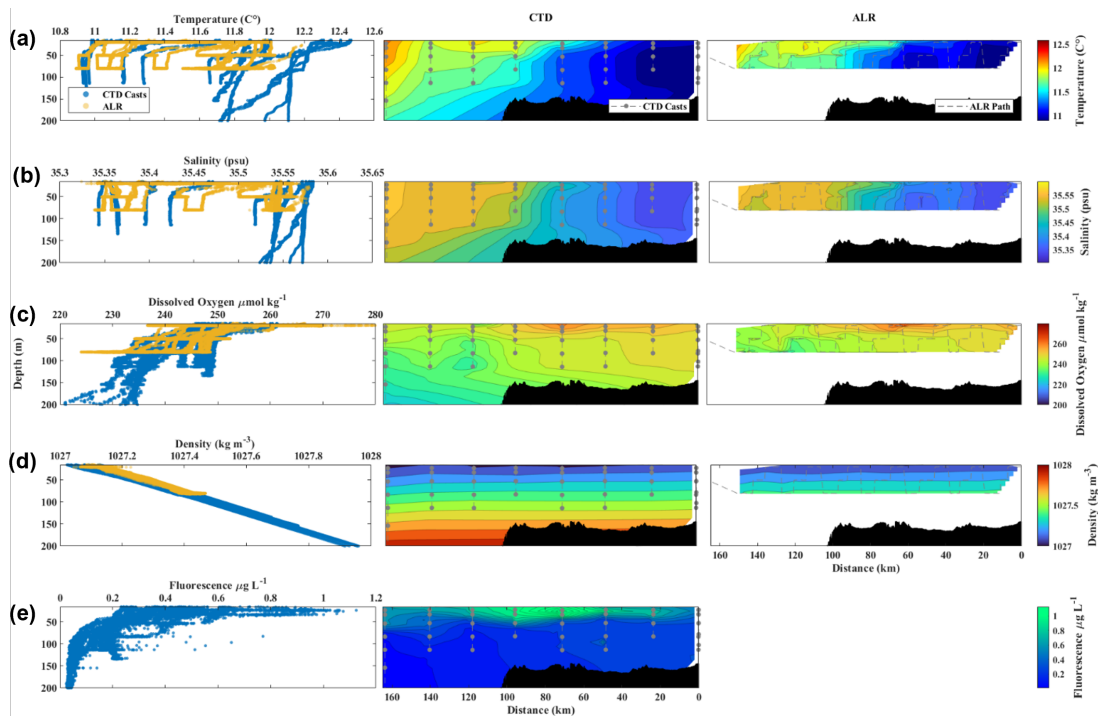 CTD
ALR
(a)
Temperature (C°)
10.8 11 11.2 11.4 11.6 11.8 12 12.2 12.4 12.6
50
100
150
200
CTD Casts
ALR
CTD Casts
ALR Path
12.5
12
11.5
11
Temperature (C°)
(b)
Salinity (psu)
35.3 35.35 35.4 35.45 35.5 35.55 35.6 35.65
50
100
150
200
35.55
35.50
35.40
35.35
35.30
Salinity (psu)
(c)
Dissolved Oxygen μmol kg-1
220 230 240 250 260 270 280
Depth (m)
50
100
150
200
260
240
220
200
Dissolved Oxygen μmol kg-1
(d)
Density (kg m-3)
1027 1027.2 1027.4 1027.6 1027.8 1028
50
100
150
200
160 140 120 100 80 60 40 20 0
Distance (km)
1028
1027.5
1027
Density (kg m-3)
(e)
Fluorescence μg L-1
0 0.2 0.4 0.6 0.8 1 1.2
50
100
150
200
160 140 120 100 80 60 40 20 0
Distance (km)
1
0.8
0.6
0.4
0.2
Fluorescence μg L-1